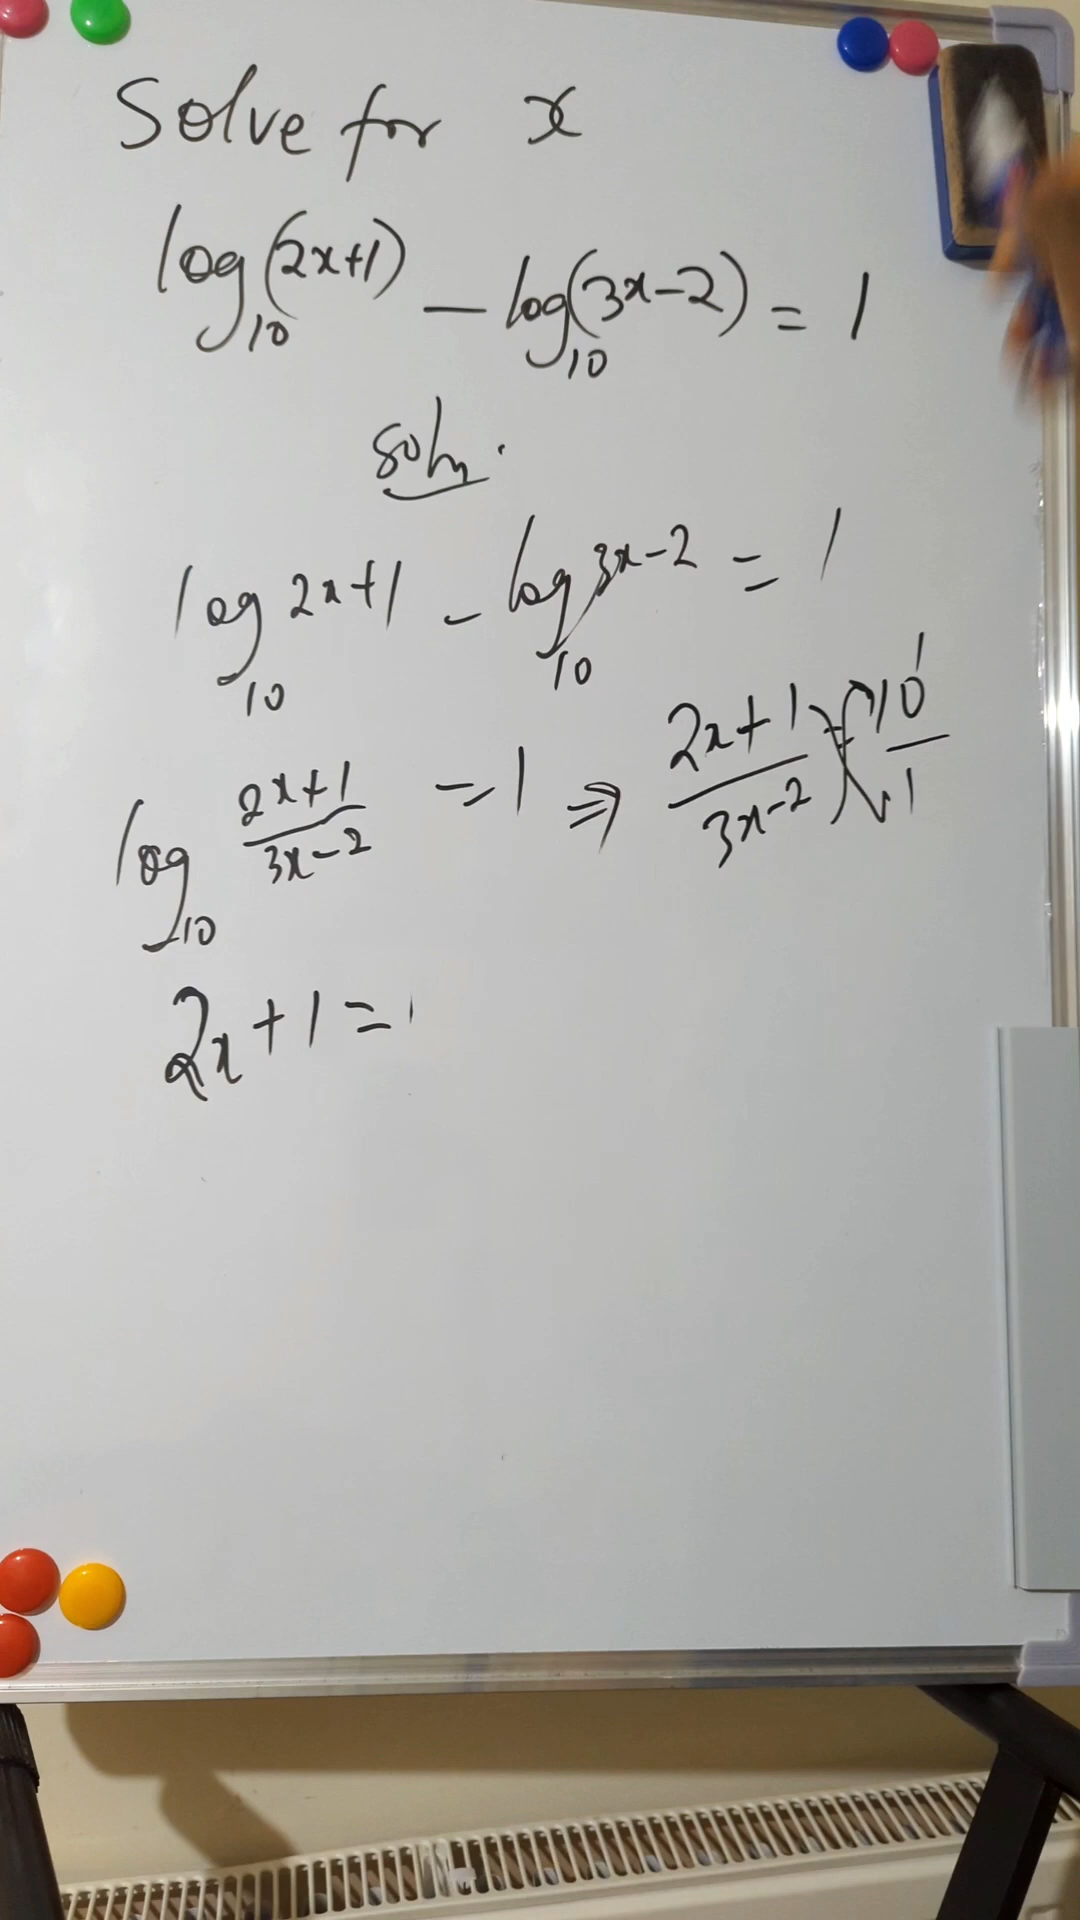 Solve for x
log₁₀(2x+1) − log₁₀(3x−2) = 1
soln.
log₁₀ 2x+1 − log₁₀ 3x−2 = 1
log₁₀ (2x+1)/(3x−2) = 1 ⇒ (2x+1)/(3x−2) = 10¹/1
2x+1 =